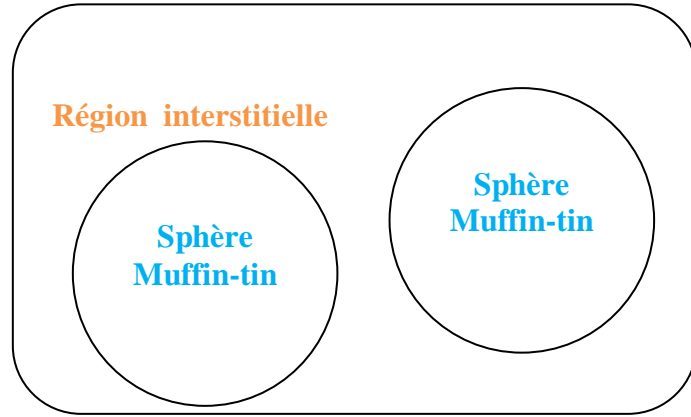 Région interstitielle
Sphère
Muffin-tin
Sphère
Muffin-tin